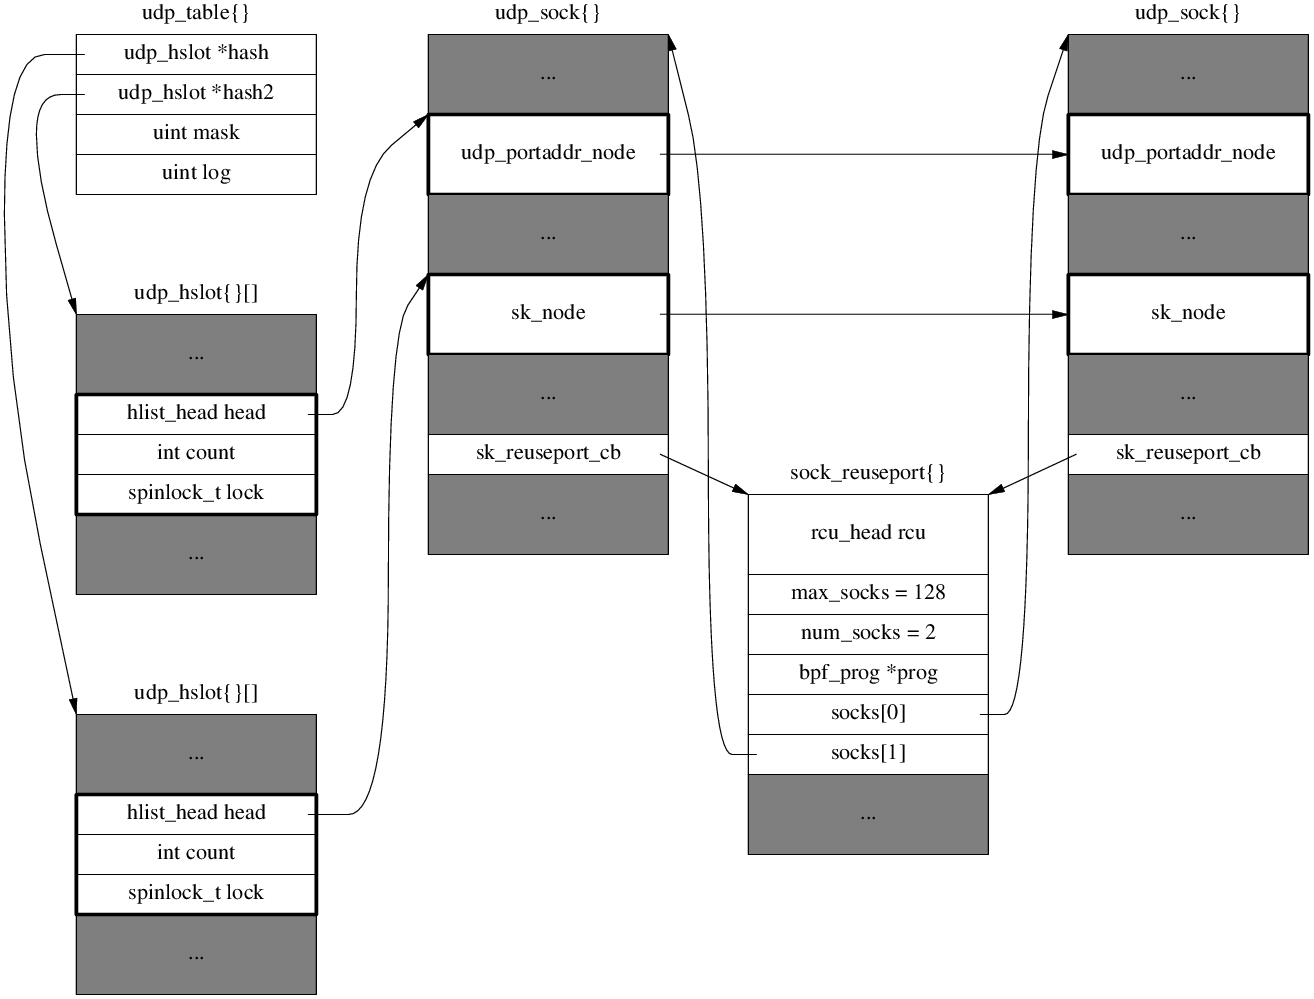 udp_table{}
udp_hslot *hash
udp_hslot *hash2
uint mask
uint log
udp_hslot{}[]
...
hlist_head head
int count
spinlock_t lock
...
udp_hslot{}[]
...
hlist_head head
int count
spinlock_t lock
...
udp_sock{}
...
udp_portaddr_node
...
sk_node
...
sk_reuseport_cb
...
sock_reuseport{}
rcu_head rcu
max_socks = 128
num_socks = 2
bpf_prog *prog
socks[0]
socks[1]
...
udp_sock{}
...
udp_portaddr_node
...
sk_node
...
sk_reuseport_cb
...